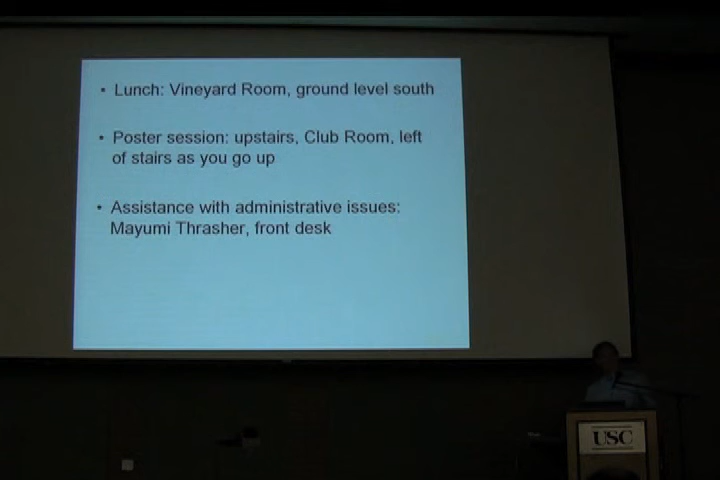 • Lunch: Vineyard Room, ground level south
• Poster session: upstairs, Club Room, left
of stairs as you go up
• Assistance with administrative issues:
Mayumi Thrasher, front desk
USC